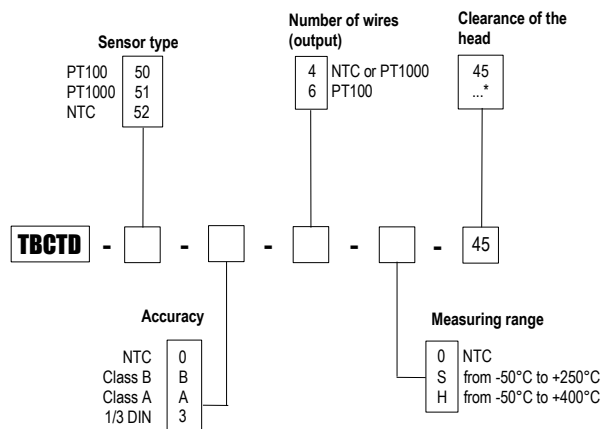 Sensor type
PT100 50
PT1000 51
NTC 52
Number of wires
(output)
4 NTC or PT1000
6 PT100
Clearance of the
head
45
...*
TBCTD - - - - - 45
Accuracy
NTC 0
Class B B
Class A A
1/3 DIN 3
Measuring range
0 NTC
S from -50°C to +250°C
H from -50°C to +400°C